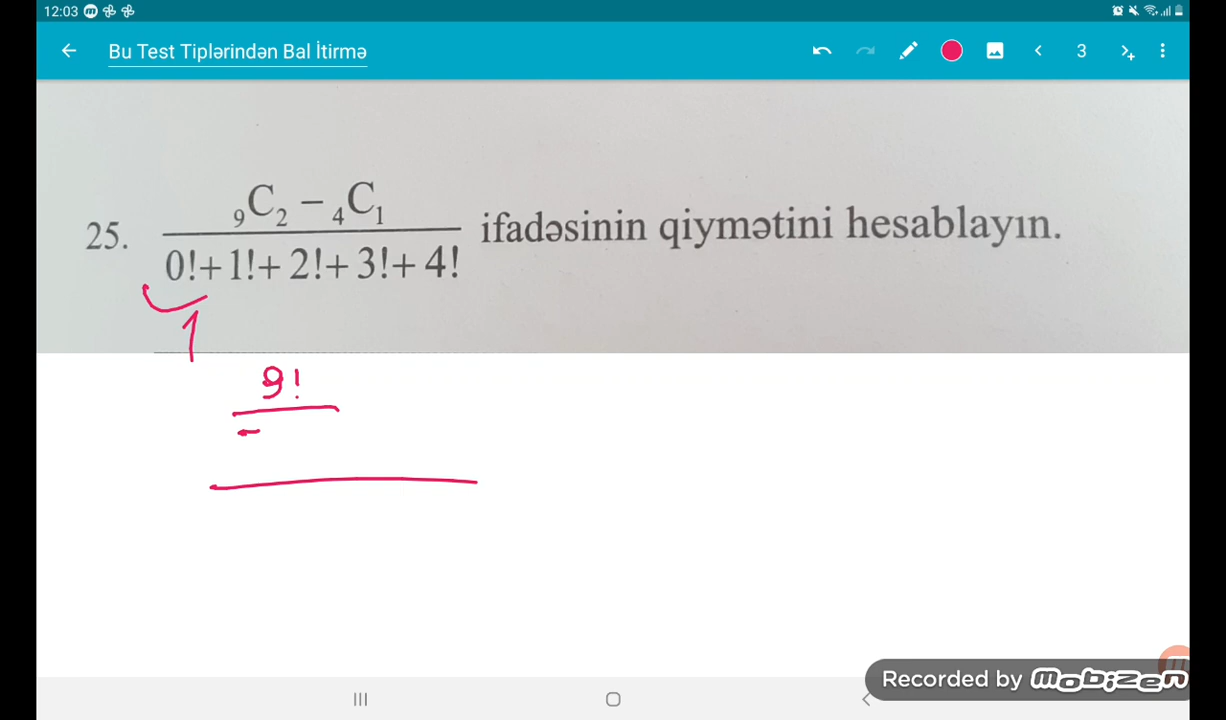 12:03
Bu Test Tiplərindən Bal İtirmə
3
25. (₉C₂ − ₄C₁) / (0!+1!+2!+3!+4!) ifadəsinin qiymətini hesablayın.
1
9!
Recorded by mobizen